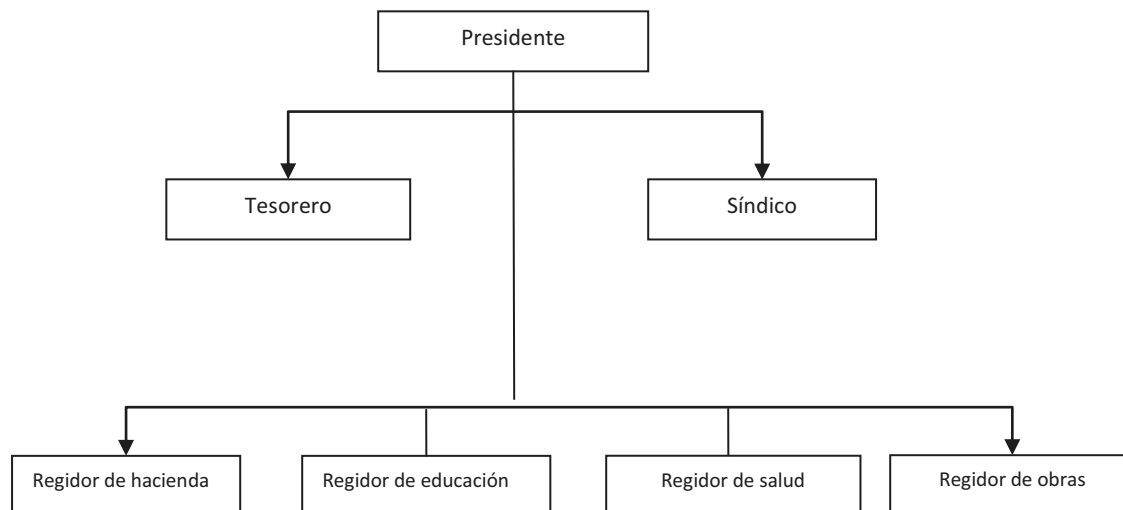 Presidente
Tesorero
Síndico
Regidor de hacienda
Regidor de educación
Regidor de salud
Regidor de obras